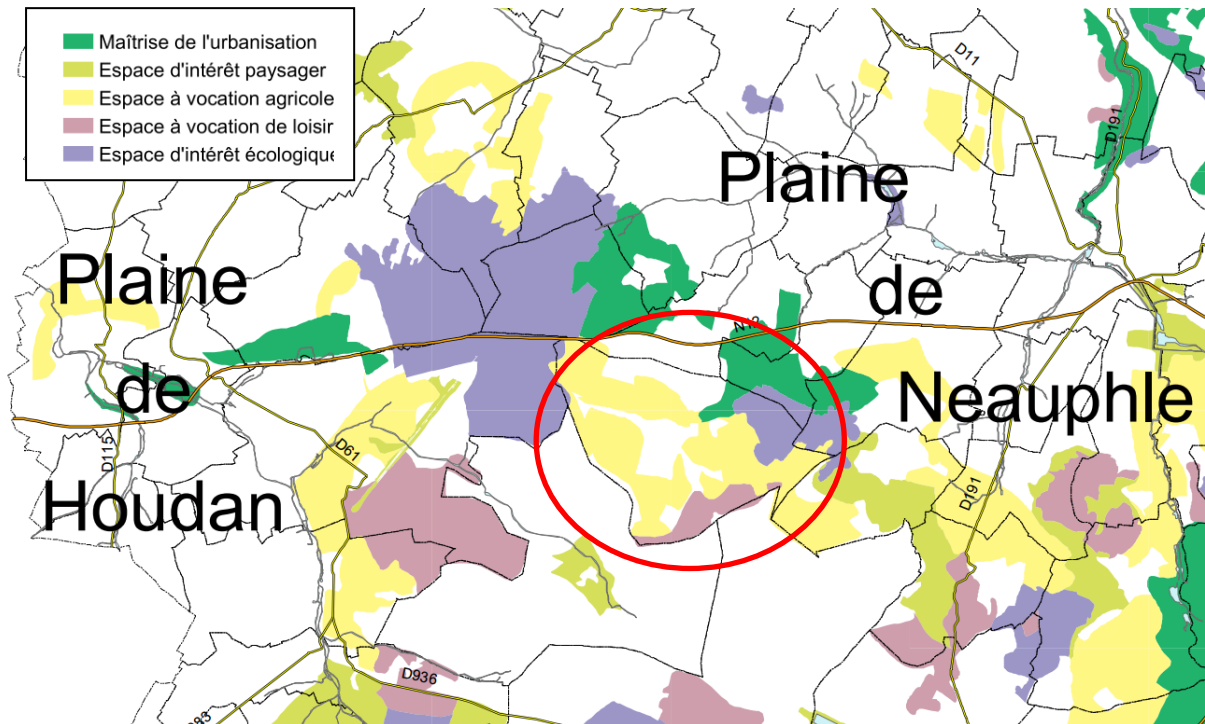 Maîtrise de l'urbanisation
Espace d'intérêt paysager
Espace à vocation agricole
Espace à vocation de loisir
Espace d'intérêt écologique
D11
D191
Plaine
de
Neauphle
Plaine
de
Houdan
N12
D115
D61
D191
D936